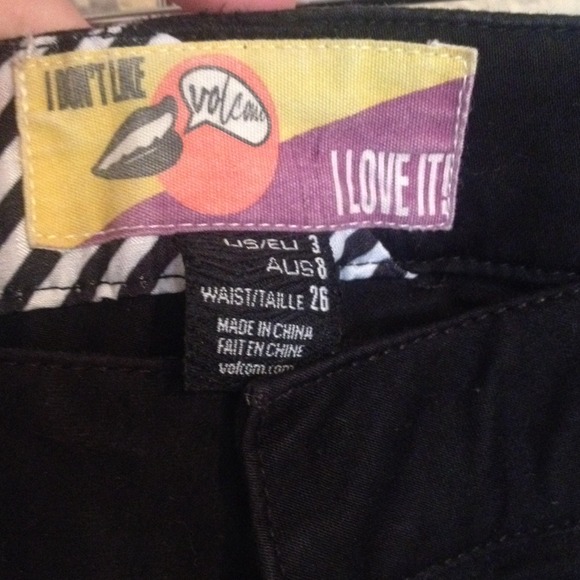 I DON'T LIKE
Volcom
I LOVE IT!
US/EU 3
AUS 8
WAIST/TAILLE 26
MADE IN CHINA
FAIT EN CHINE
volcom.com